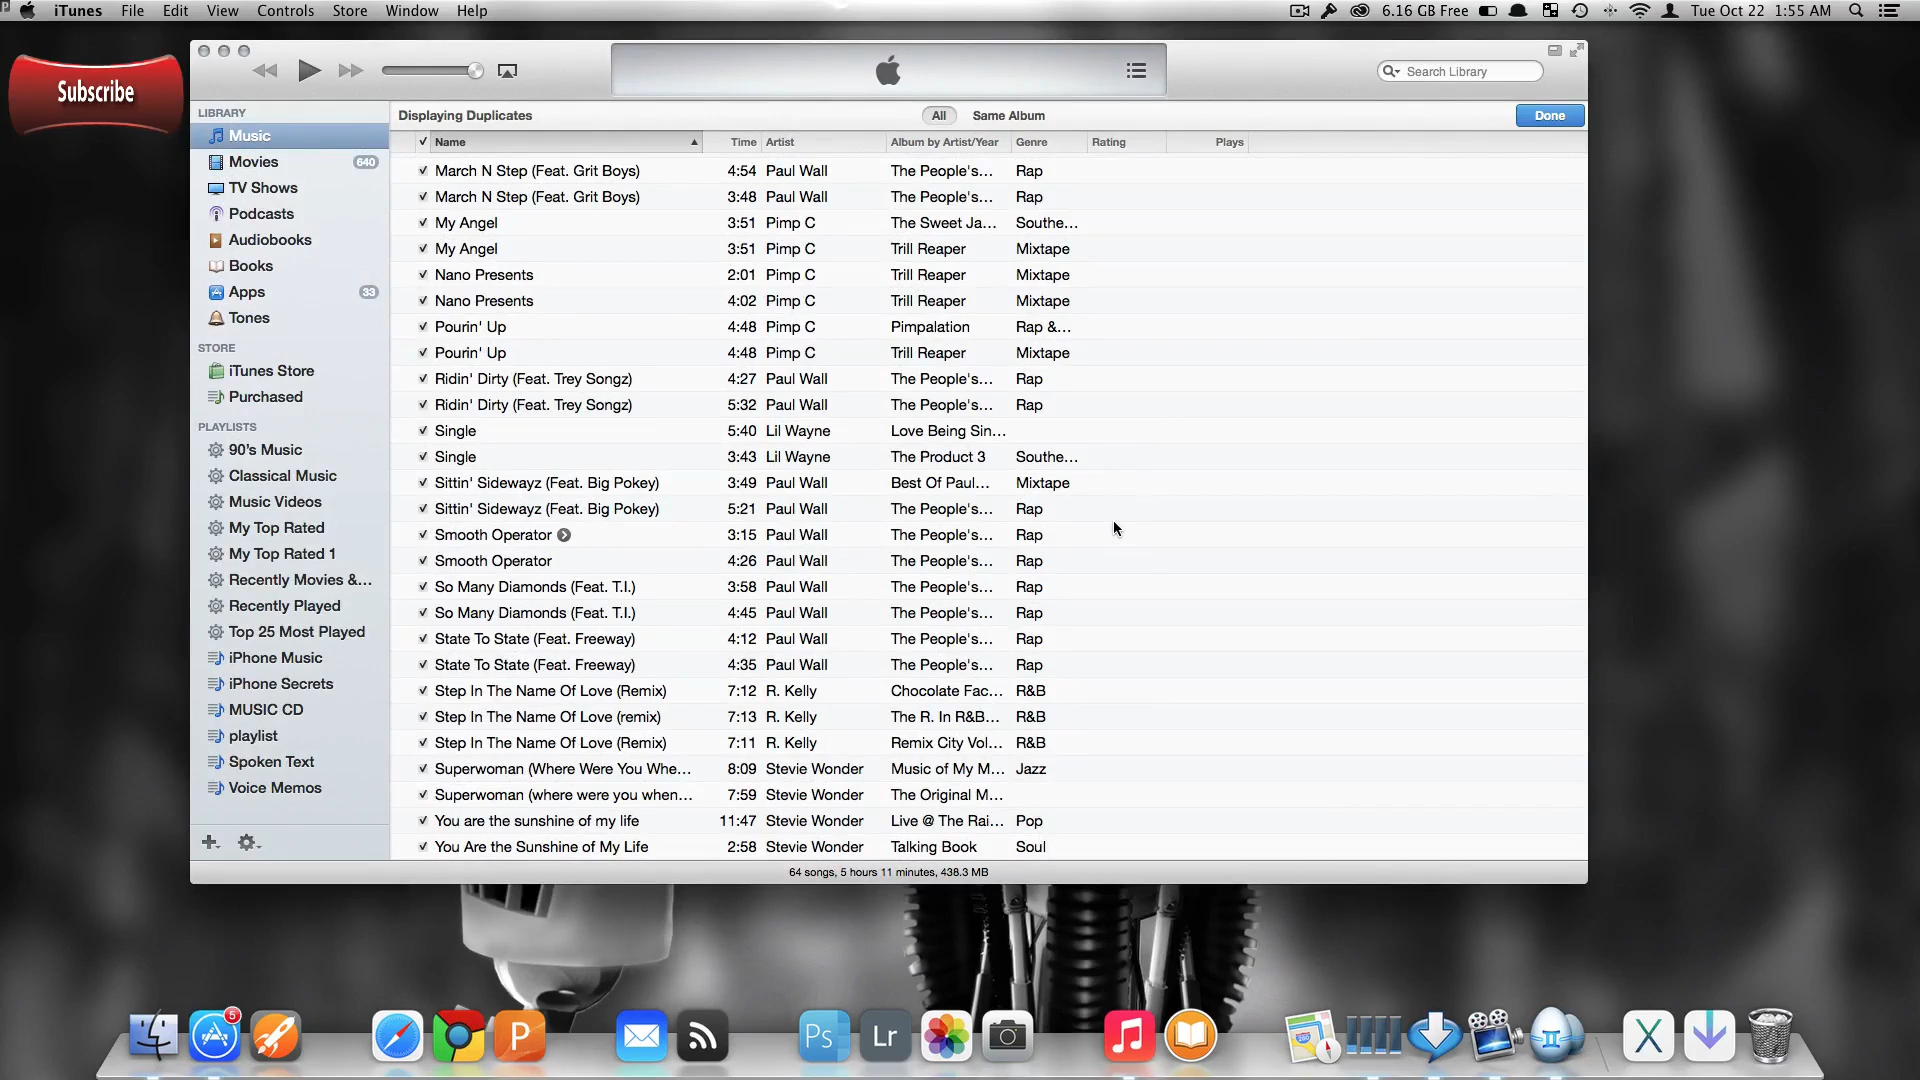 iTunes File Edit View Controls Store Window Help 6.16 GB Free Tue Oct 22 1:55 AM
Subscribe
Search Library
LIBRARY
Music
Movies 640
TV Shows
Podcasts
Audiobooks
Books
Apps 33
Tones
STORE
iTunes Store
Purchased
PLAYLISTS
90's Music
Classical Music
Music Videos
My Top Rated
My Top Rated 1
Recently Movies &...
Recently Played
Top 25 Most Played
iPhone Music
iPhone Secrets
MUSIC CD
playlist
Spoken Text
Voice Memos
Displaying Duplicates All Same Album Done
Name Time Artist Album by Artist/Year Genre Rating Plays
March N Step (Feat. Grit Boys) 4:54 Paul Wall The People's... Rap
March N Step (Feat. Grit Boys) 3:48 Paul Wall The People's... Rap
My Angel 3:51 Pimp C The Sweet Ja... Southe...
My Angel 3:51 Pimp C Trill Reaper Mixtape
Nano Presents 2:01 Pimp C Trill Reaper Mixtape
Nano Presents 4:02 Pimp C Trill Reaper Mixtape
Pourin' Up 4:48 Pimp C Pimpalation Rap &...
Pourin' Up 4:48 Pimp C Trill Reaper Mixtape
Ridin' Dirty (Feat. Trey Songz) 4:27 Paul Wall The People's... Rap
Ridin' Dirty (Feat. Trey Songz) 5:32 Paul Wall The People's... Rap
Single 5:40 Lil Wayne Love Being Sin...
Single 3:43 Lil Wayne The Product 3 Southe...
Sittin' Sidewayz (Feat. Big Pokey) 3:49 Paul Wall Best Of Paul... Mixtape
Sittin' Sidewayz (Feat. Big Pokey) 5:21 Paul Wall The People's... Rap
Smooth Operator 3:15 Paul Wall The People's... Rap
Smooth Operator 4:26 Paul Wall The People's... Rap
So Many Diamonds (Feat. T.I.) 3:58 Paul Wall The People's... Rap
So Many Diamonds (Feat. T.I.) 4:45 Paul Wall The People's... Rap
State To State (Feat. Freeway) 4:12 Paul Wall The People's... Rap
State To State (Feat. Freeway) 4:35 Paul Wall The People's... Rap
Step In The Name Of Love (Remix) 7:12 R. Kelly Chocolate Fac... R&B
Step In The Name Of Love (remix) 7:13 R. Kelly The R. In R&B... R&B
Step In The Name Of Love (Remix) 7:11 R. Kelly Remix City Vol... R&B
Superwoman (Where Were You Whe... 8:09 Stevie Wonder Music of My M... Jazz
Superwoman (where were you when... 7:59 Stevie Wonder The Original M...
You are the sunshine of my life 11:47 Stevie Wonder Live @ The Rai... Pop
You Are the Sunshine of My Life 2:58 Stevie Wonder Talking Book Soul
64 songs, 5 hours 11 minutes, 438.3 MB
5 P Ps Lr X